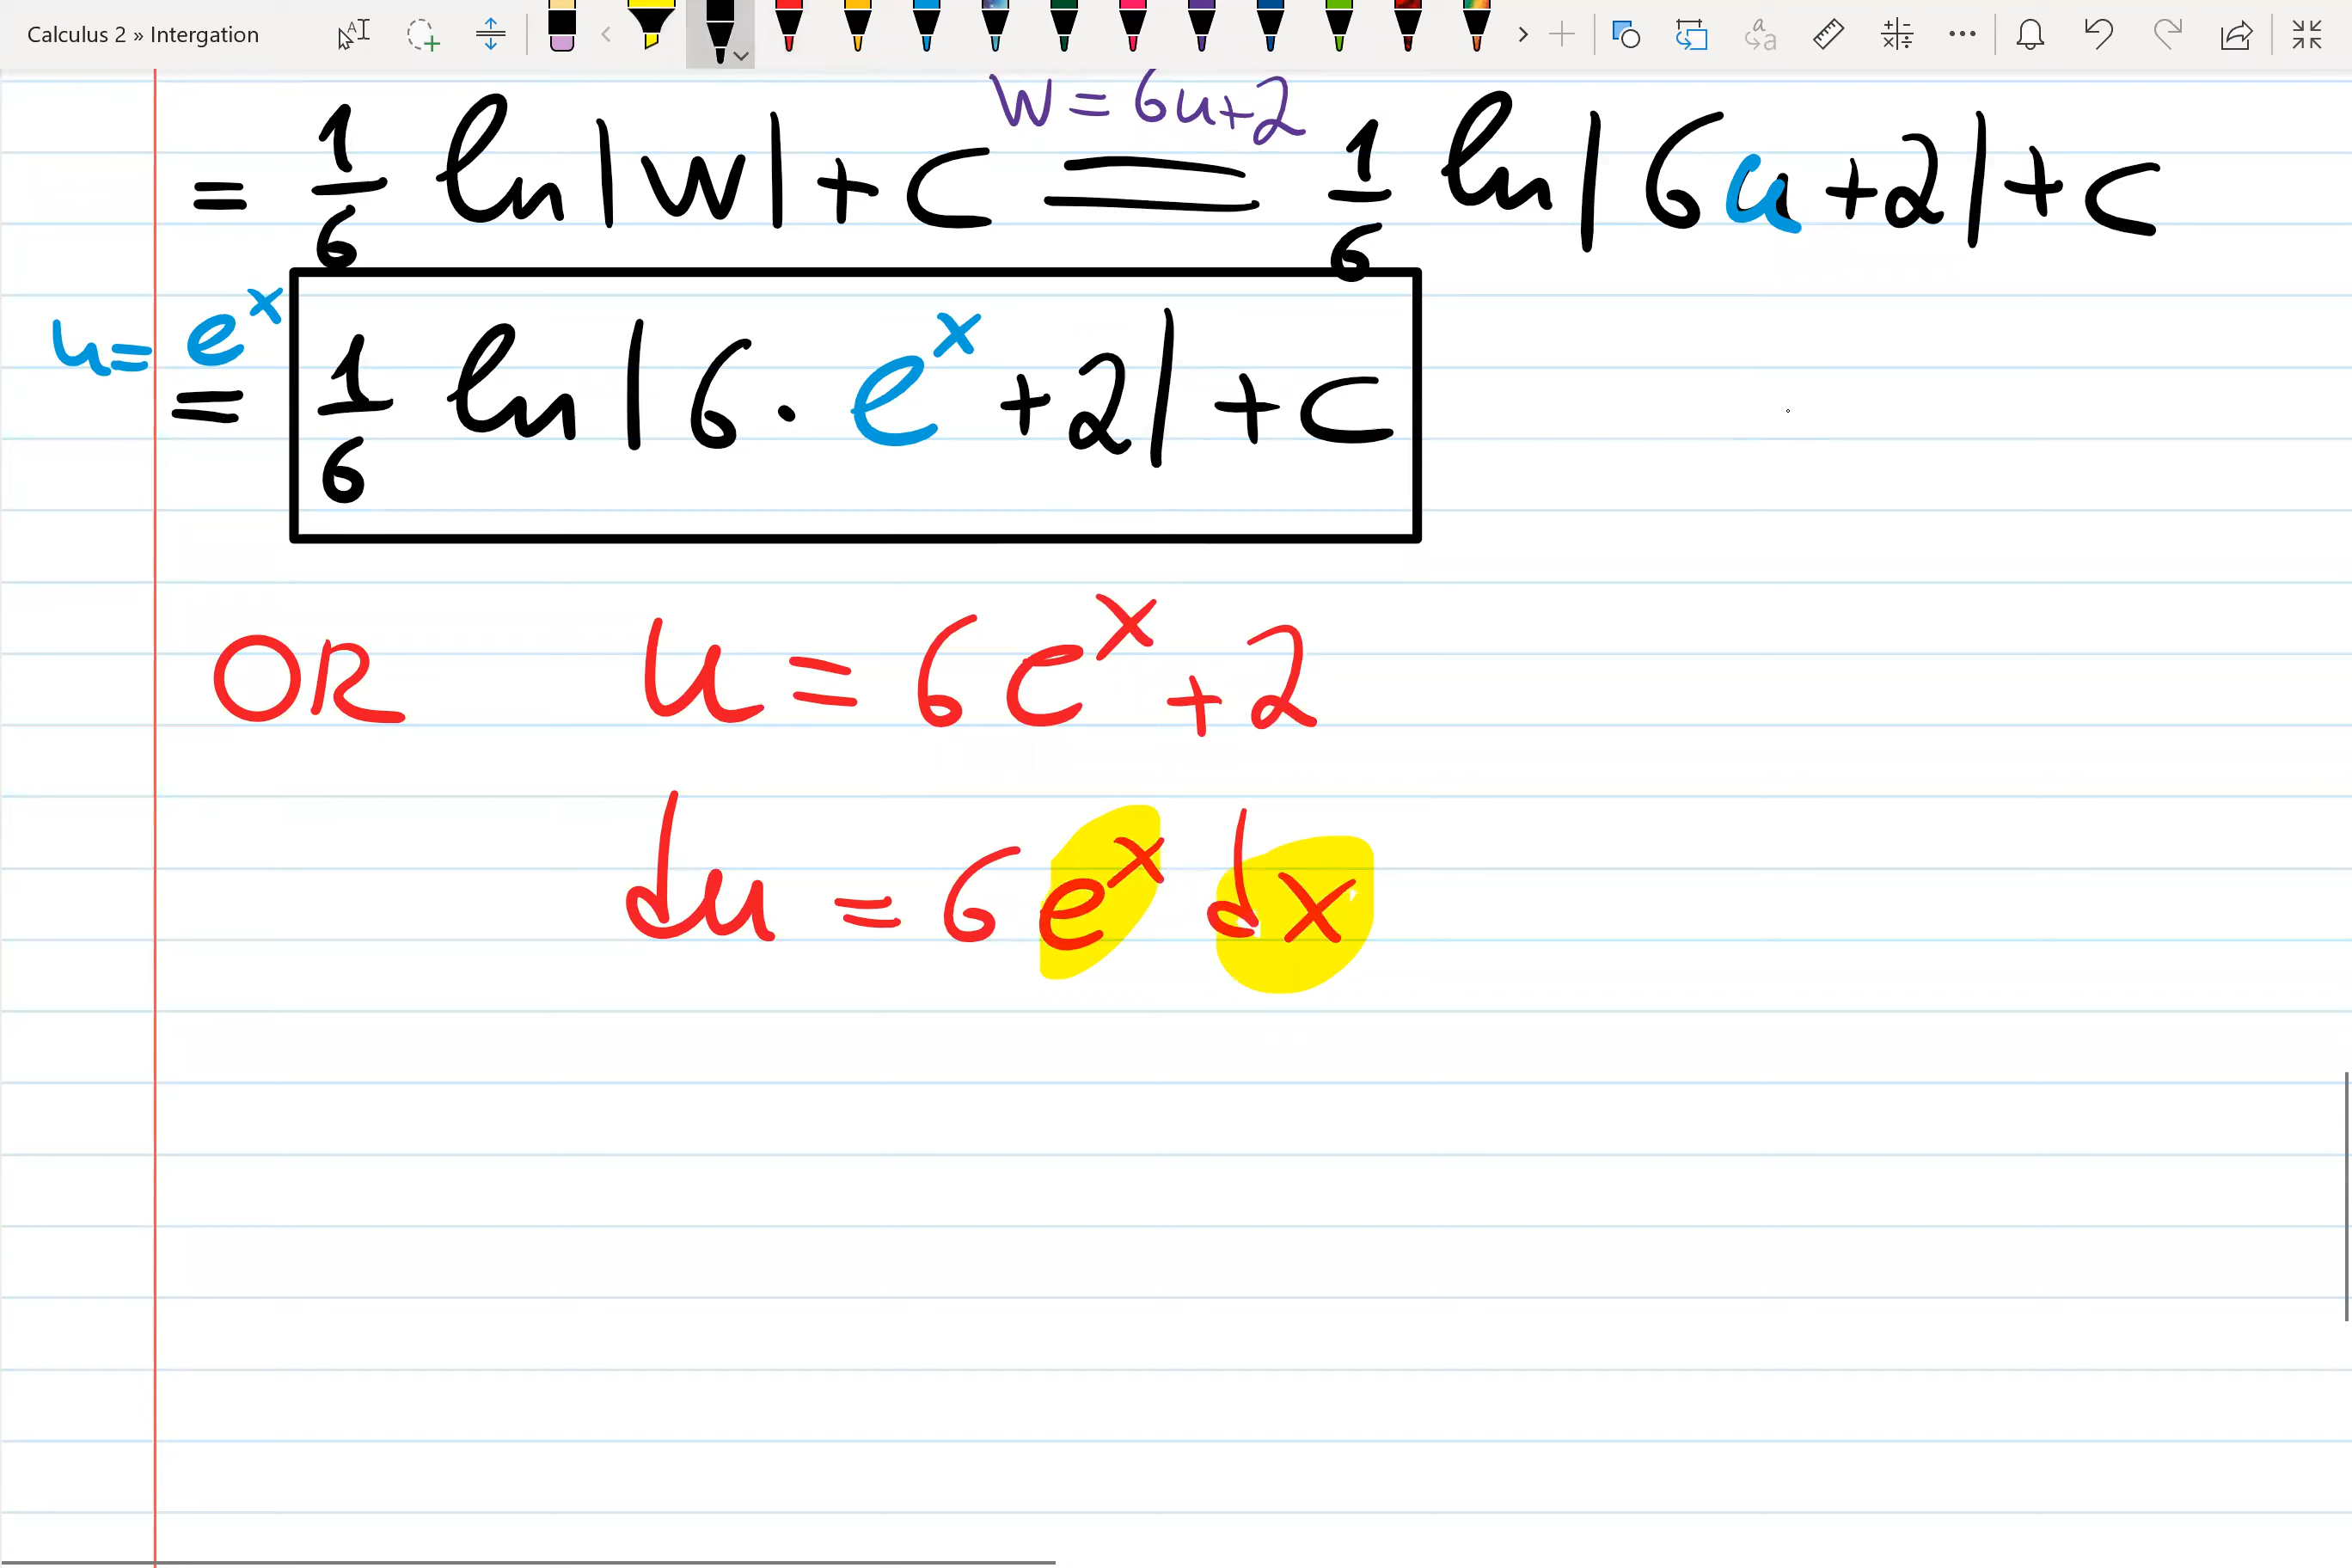 Calculus 2 » Intergation
W = 6u+2
= 1/6 ln|W| + C = 1/6 ln|6u+2| + C
u = e^x
= 1/6 ln|6 · e^x + 2| + C
OR u = 6e^x + 2
du = 6e^x dx